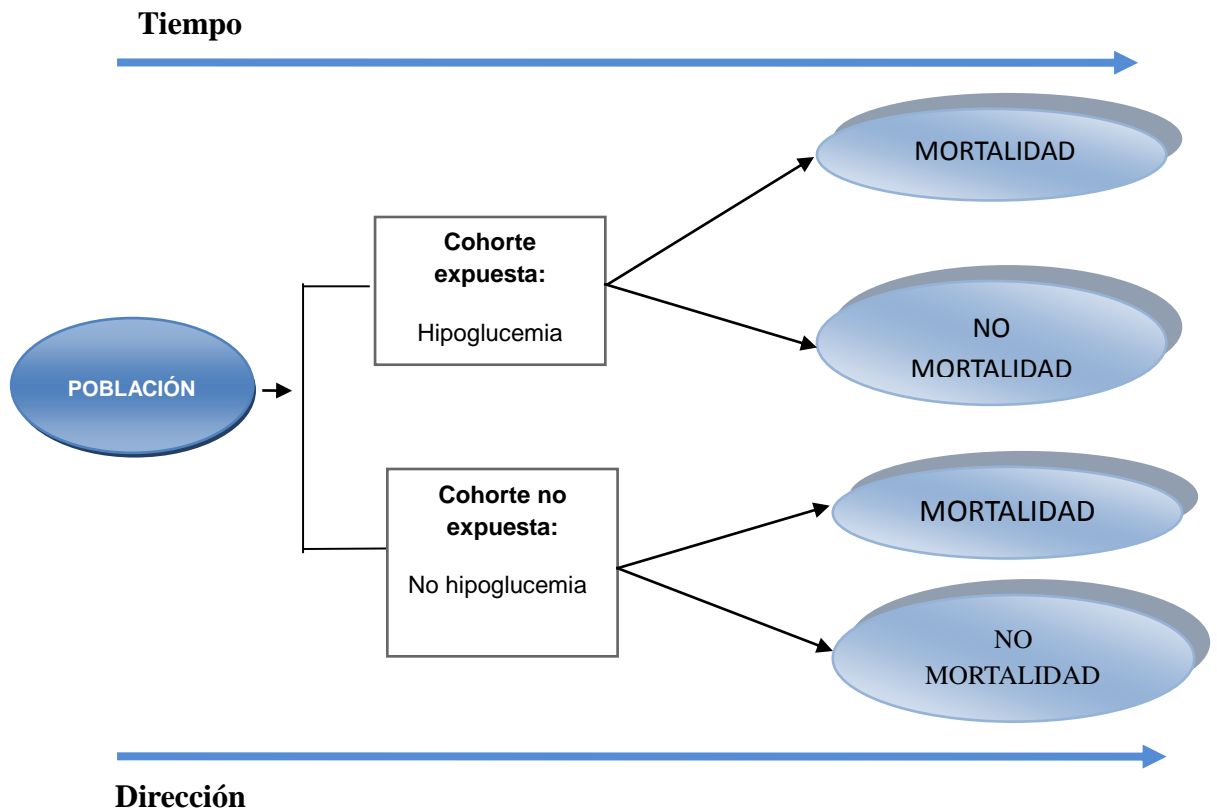 Tiempo
MORTALIDAD
Cohorte
expuesta:
Hipoglucemia
NO
MORTALIDAD
POBLACIÓN
Cohorte no
expuesta:
No hipoglucemia
MORTALIDAD
NO
MORTALIDAD
Dirección